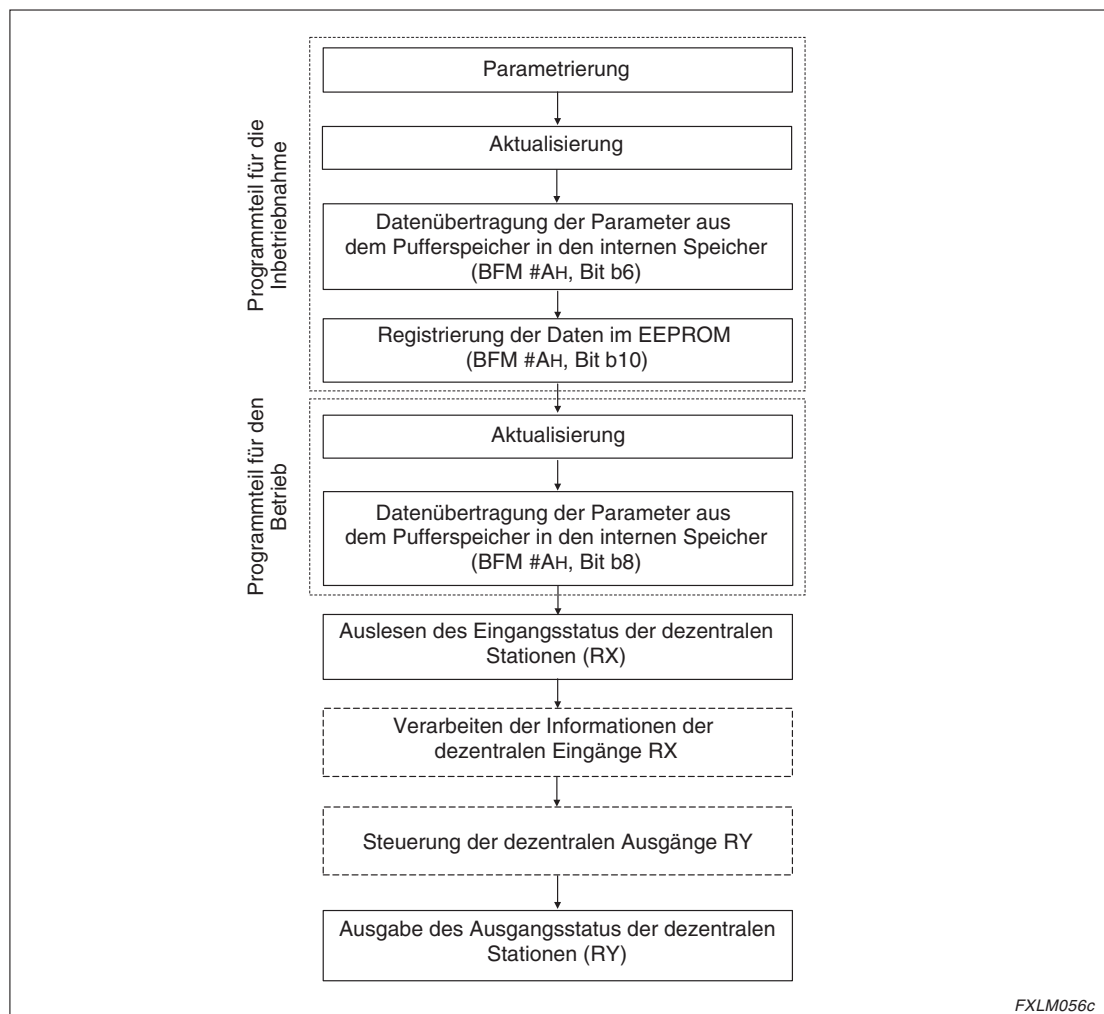 Programmteil für die
Inbetriebnahme
Parametrierung
Aktualisierung
Datenübertragung der Parameter aus
dem Pufferspeicher in den internen Speicher
(BFM #AH, Bit b6)
Registrierung der Daten im EEPROM
(BFM #AH, Bit b10)
Programmteil für den
Betrieb
Aktualisierung
Datenübertragung der Parameter aus
dem Pufferspeicher in den internen Speicher
(BFM #AH, Bit b8)
Auslesen des Eingangsstatus der dezentralen
Stationen (RX)
Verarbeiten der Informationen der
dezentralen Eingänge RX
Steuerung der dezentralen Ausgänge RY
Ausgabe des Ausgangsstatus der dezentralen
Stationen (RY)
FXLM056c